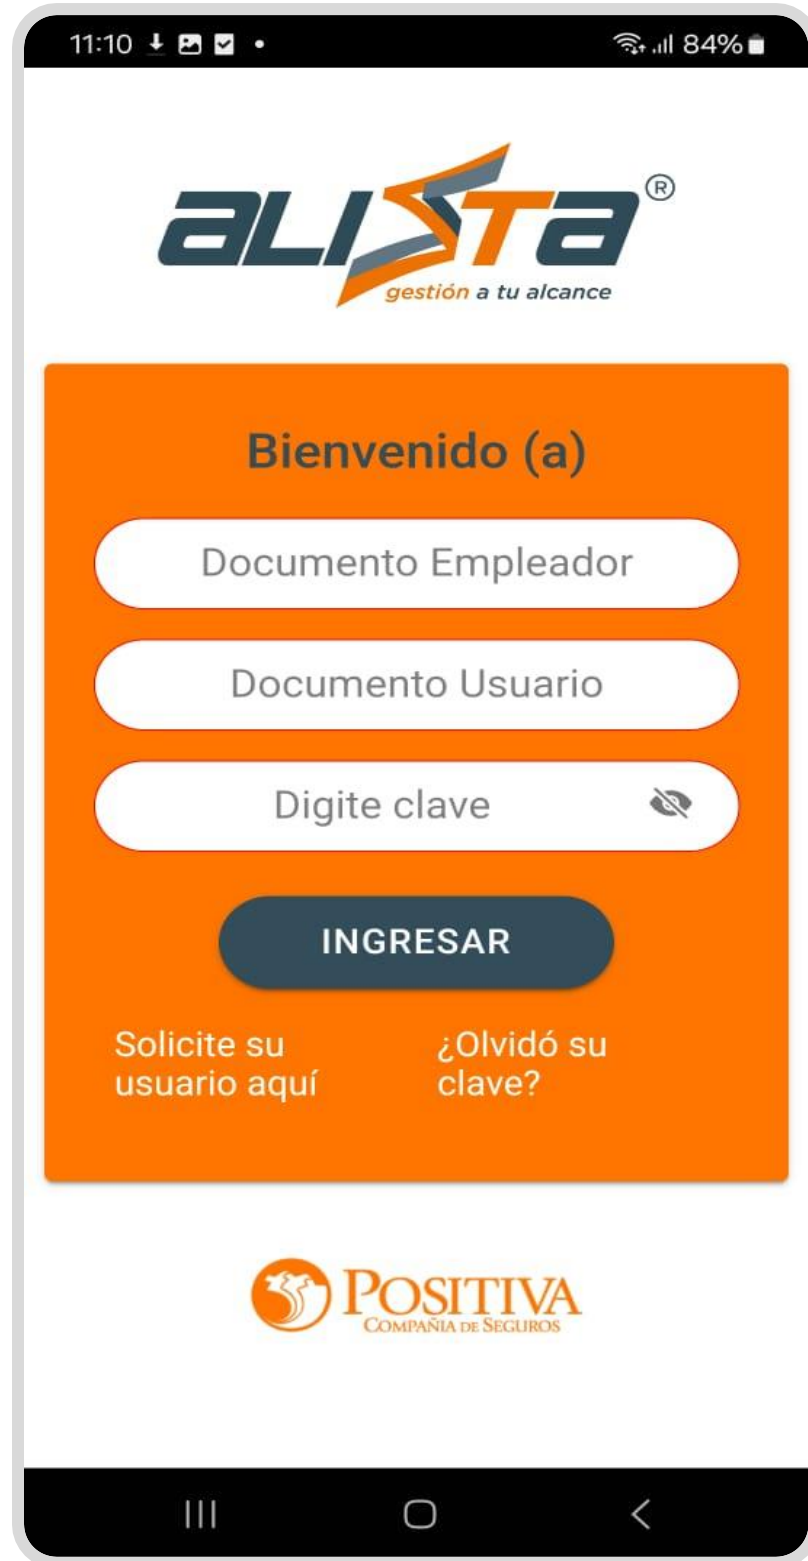 11:10
84%
aLISTa®
gestión a tu alcance
Bienvenido (a)
Documento Empleador
Documento Usuario
Digite clave
INGRESAR
Solicite su
usuario aquí
¿Olvidó su
clave?
POSITIVA
COMPAÑIA DE SEGUROS